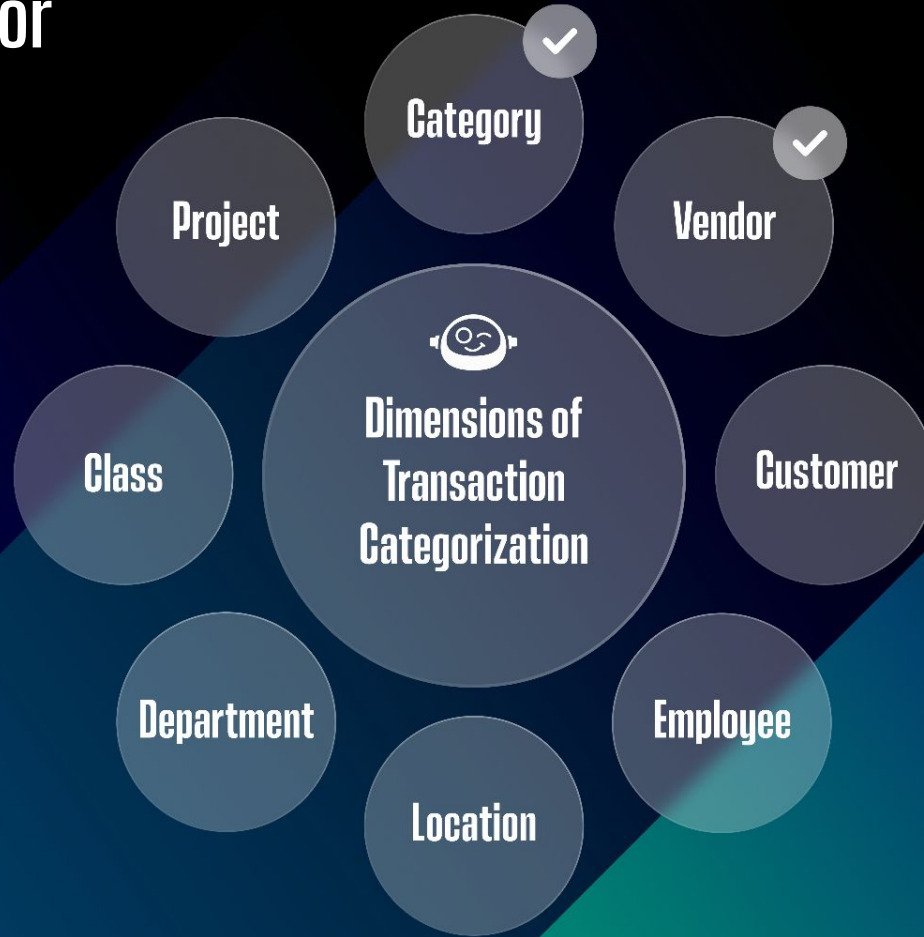 or
Category
Project
Vendor
Dimensions of
Transaction
Categorization
Class
Customer
Department
Employee
Location